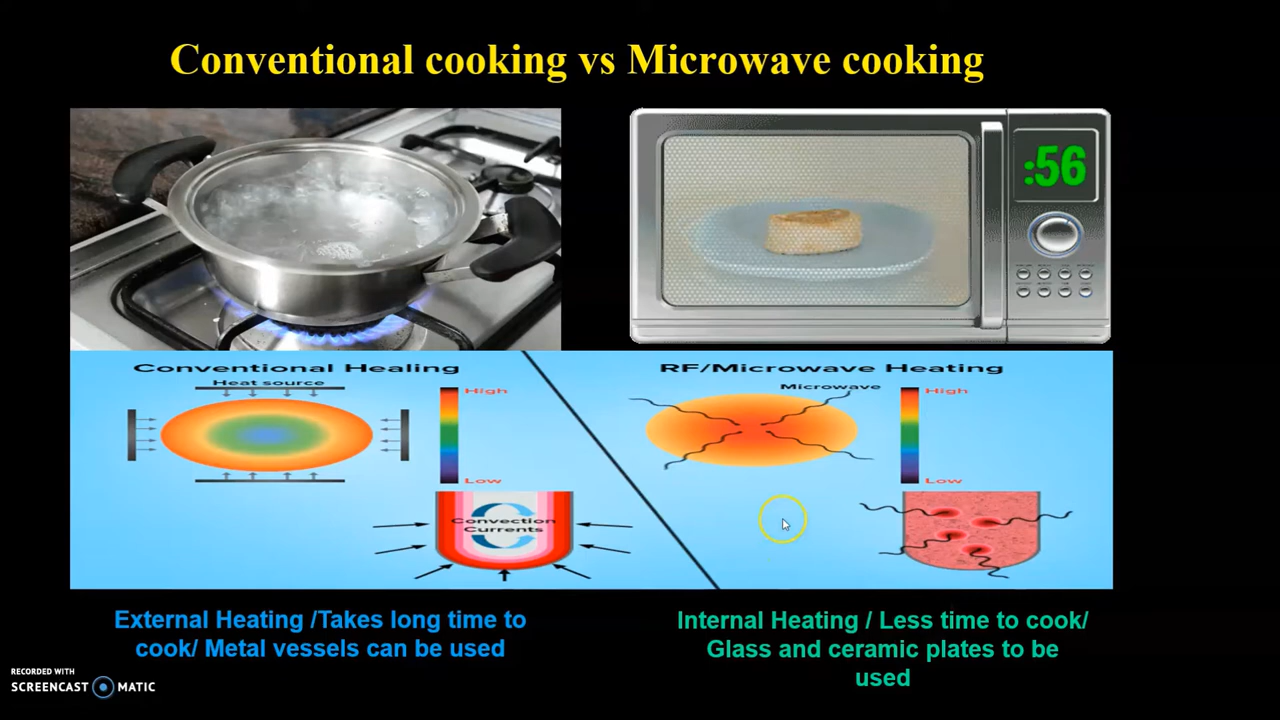 Conventional cooking vs Microwave cooking
:56
Conventional Healing
Heat source
High
Low
Convection
Currents
RF/Microwave Heating
Microwave
High
Low
External Heating /Takes long time to
cook/ Metal vessels can be used
Internal Heating / Less time to cook/
Glass and ceramic plates to be
used
RECORDED WITH
SCREENCAST MATIC